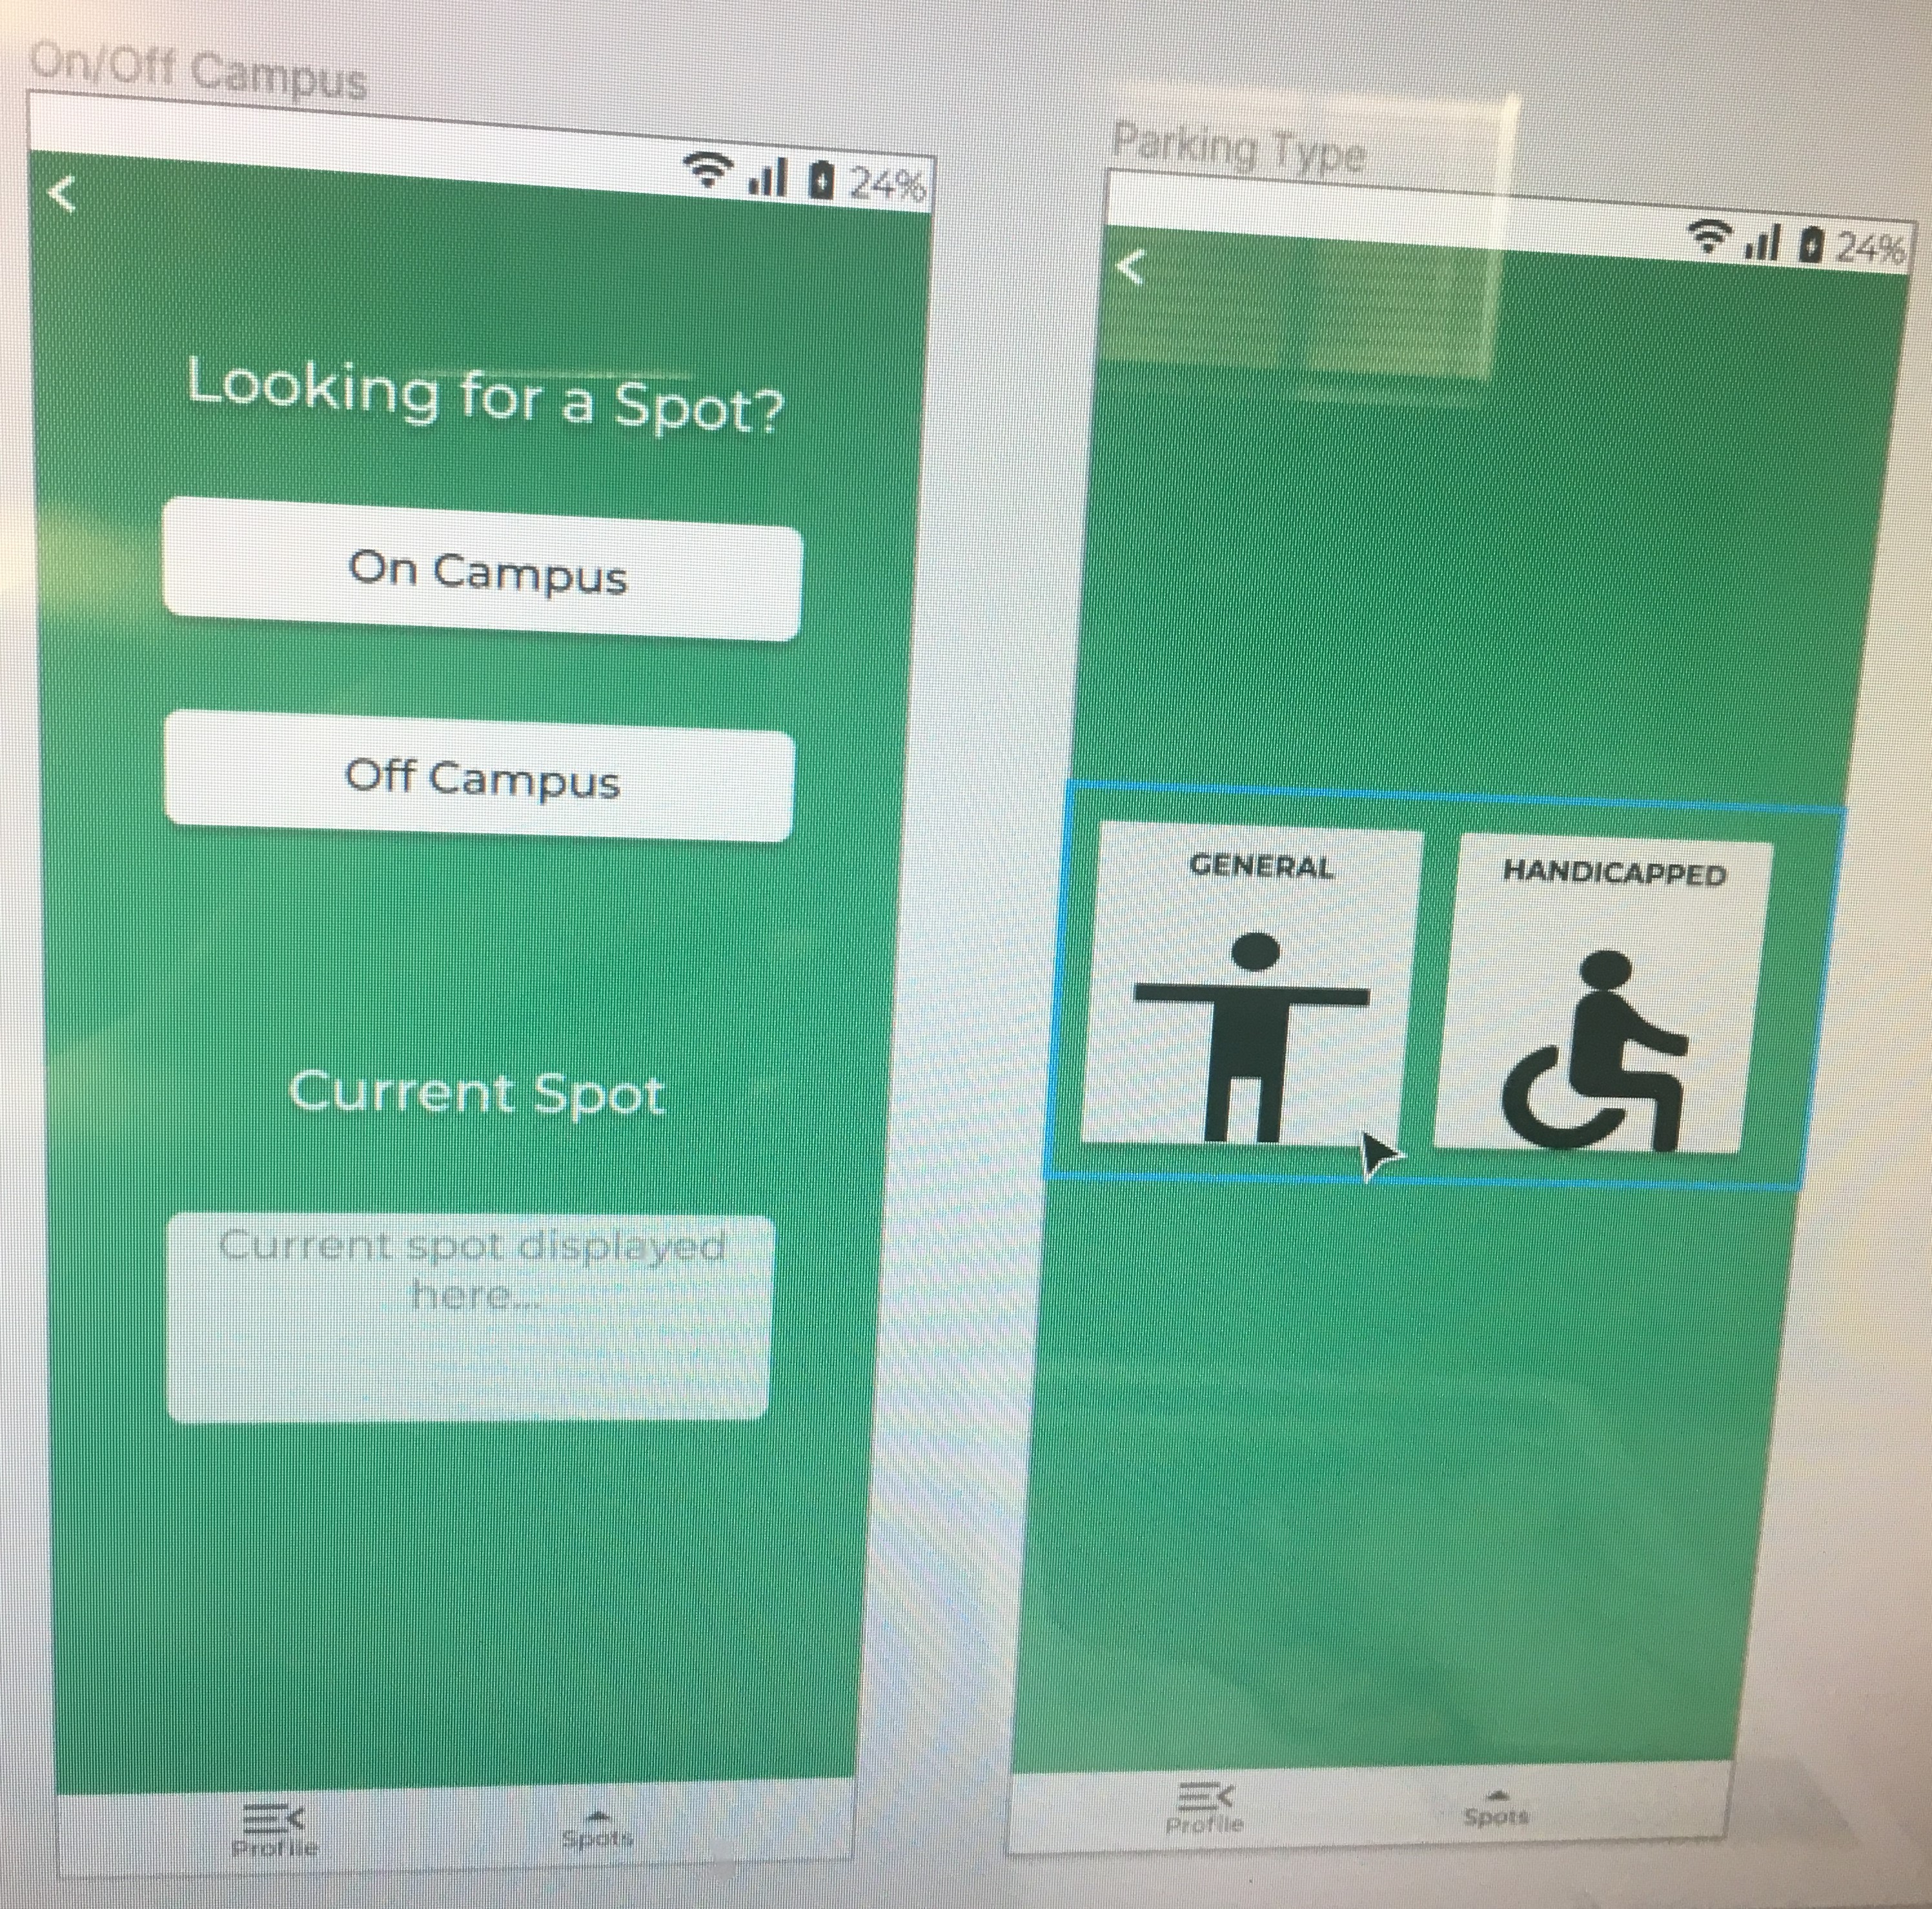 On/Off Campus
24%
Looking for a Spot?
On Campus
Off Campus
Current Spot
Current spot displayed
here...
Profile
Spots
Parking Type
24%
GENERAL
HANDICAPPED
Profile
Spots